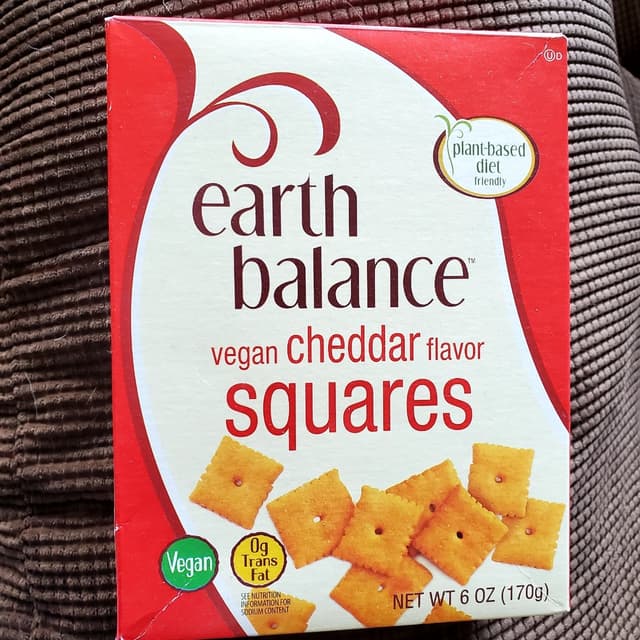 UD
plant-based
diet
friendly
earth
balance™
vegan cheddar flavor
squares
Vegan
0g
Trans
Fat
SEE NUTRITION
INFORMATION FOR
SODIUM CONTENT
NET WT 6 OZ (170g)